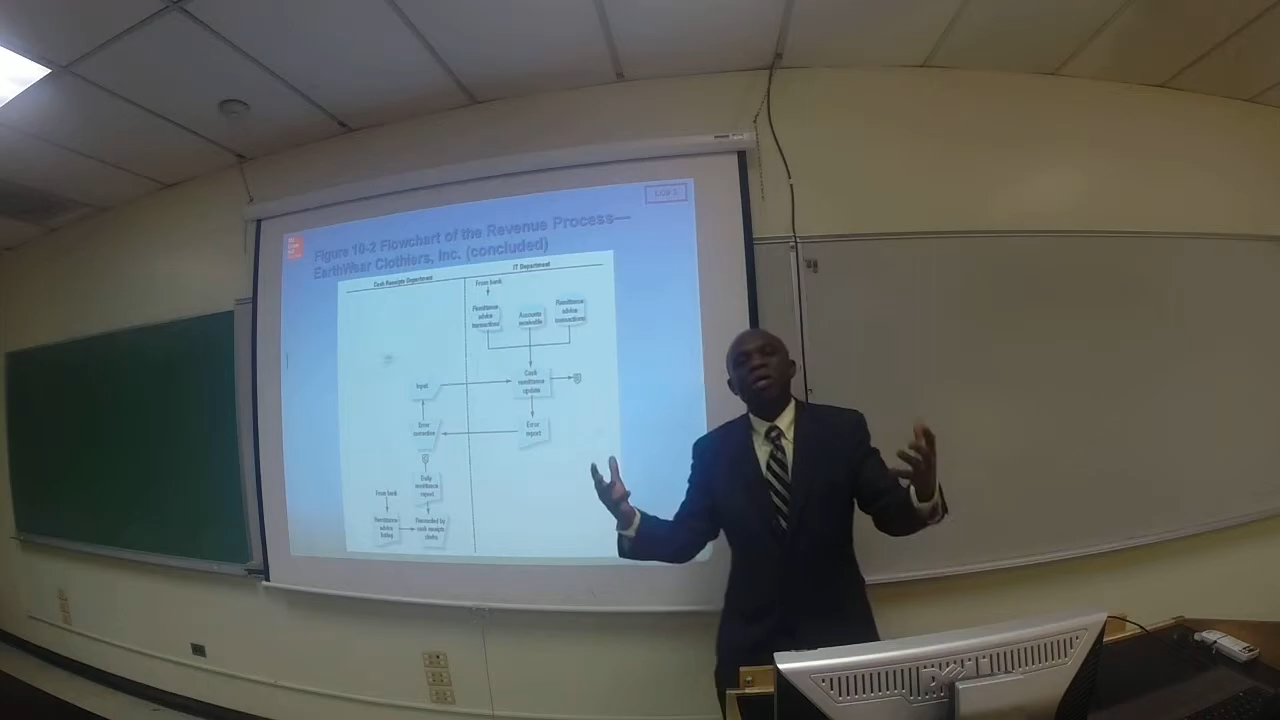 Figure 10-2 Flowchart of the Revenue Process—
EarthWear Clothiers, Inc. (concluded)
Cash Receipts Department
IT Department
From bank
Remittance
advice
transactions
Accounts
receivable
Remittance
advice
transactions
Input
Cash
remittance
update
Error
correction
Error
report
Daily
remittance
report
From bank
Remittance
advice
listing
Reconciled by
cash receipts
clerks